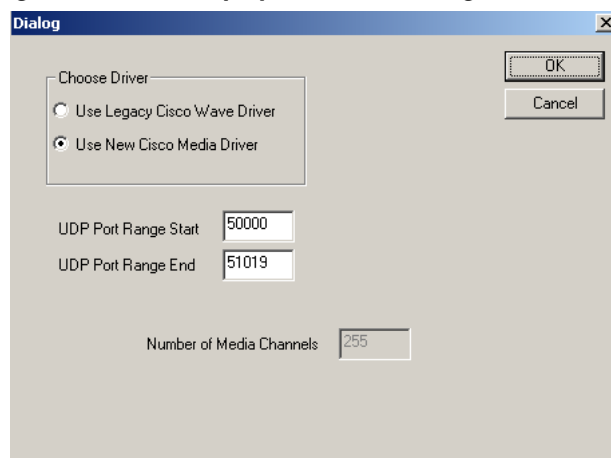 Dialog
Choose Driver
Use Legacy Cisco Wave Driver
Use New Cisco Media Driver
OK
Cancel
UDP Port Range Start 50000
UDP Port Range End 51019
Number of Media Channels 255